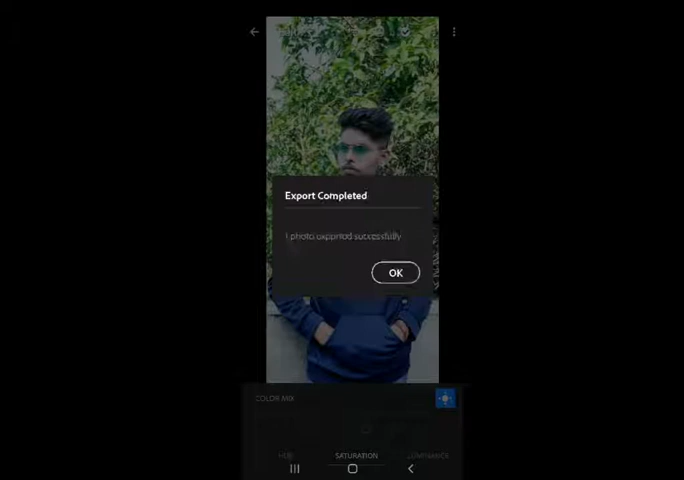 Export Completed
1 photo exported successfully
OK
COLOR MIX
HUE
SATURATION
LUMINANCE